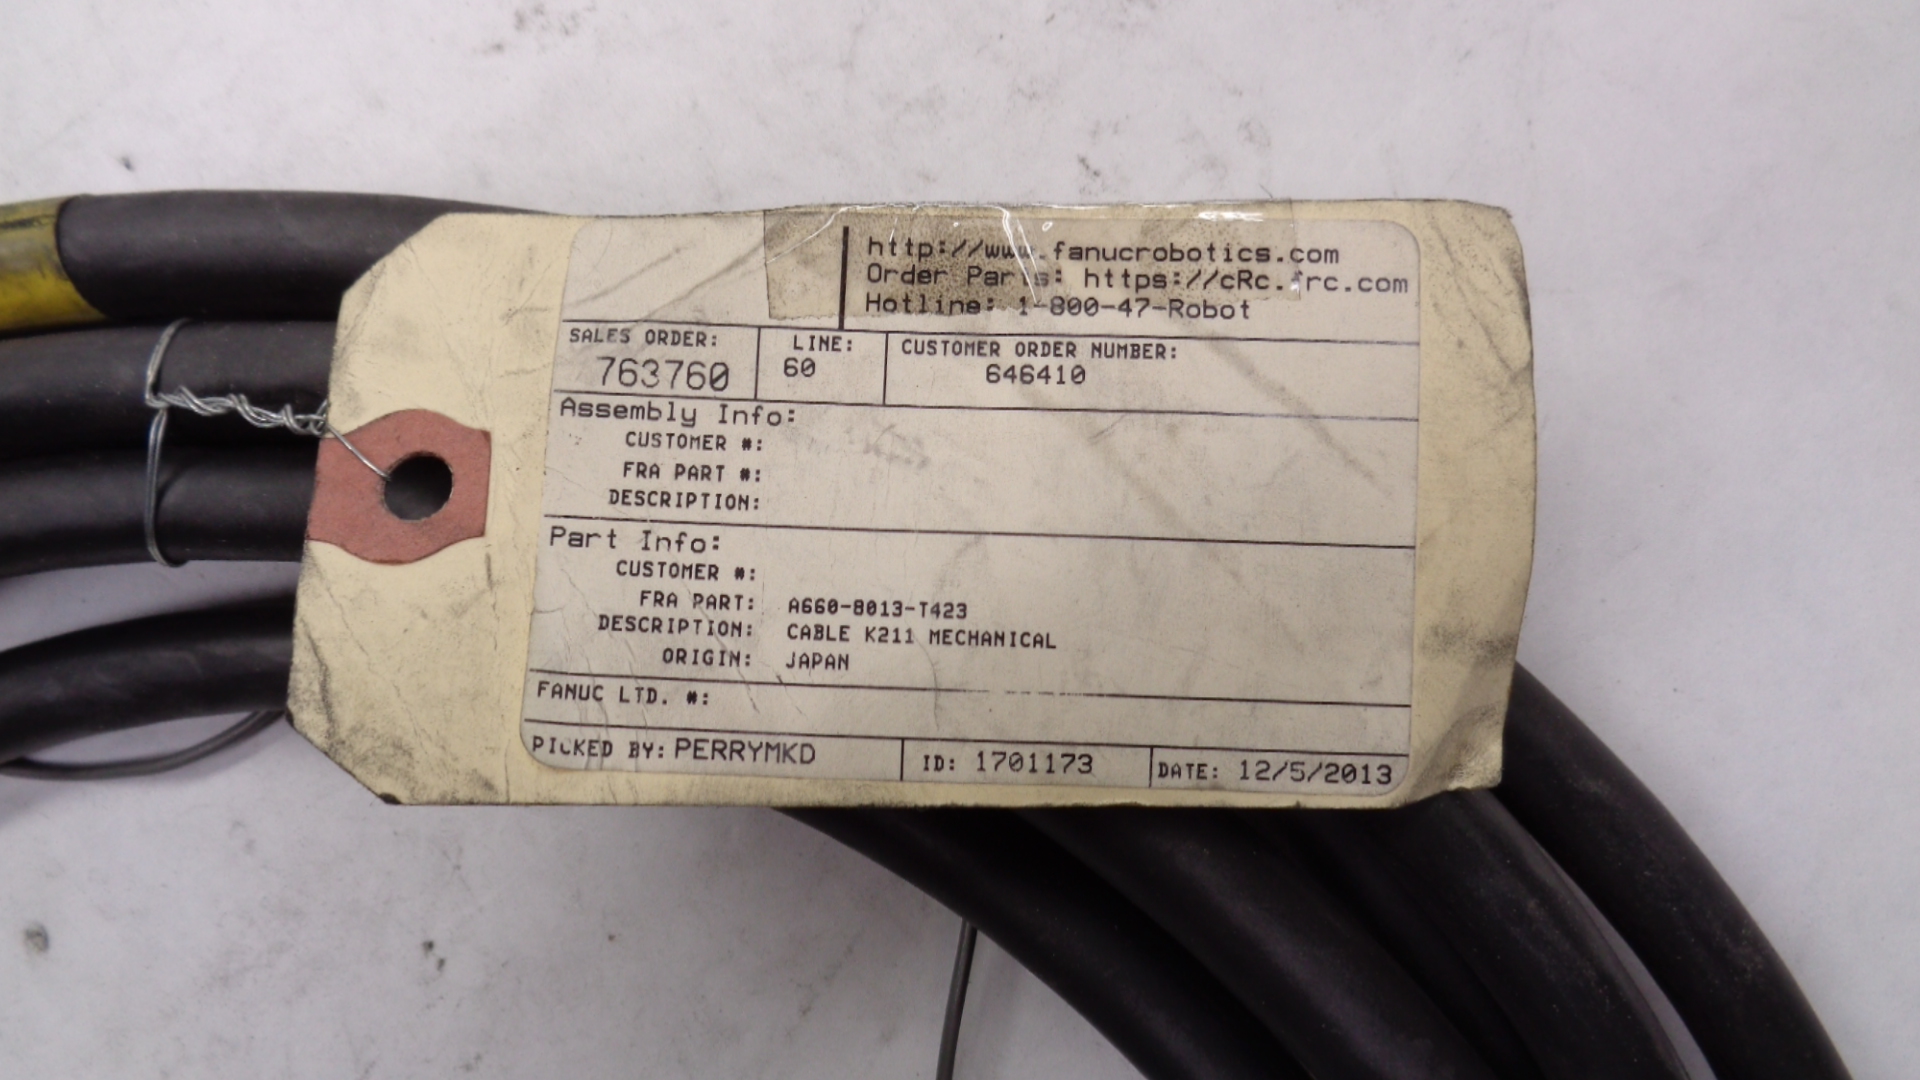 http://www.fanucrobotics.com
Order Parts: https://cRc.frc.com
Hotline: 1-800-47-Robot
SALES ORDER: LINE: CUSTOMER ORDER NUMBER:
763760 60 646410
Assembly Info:
CUSTOMER #:
FRA PART #:
DESCRIPTION:
Part Info:
CUSTOMER #:
FRA PART: A660-8013-T423
DESCRIPTION: CABLE K211 MECHANICAL
ORIGIN: JAPAN
FANUC LTD. #:
PICKED BY: PERRYMKD ID: 1701173 DATE: 12/5/2013